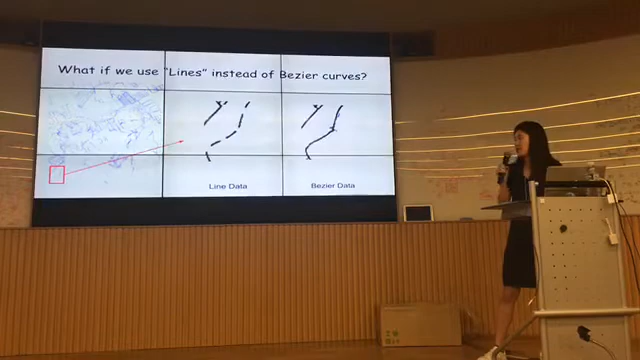 What if we use "Lines" instead of Bezier curves?
Line Data
Bezier Data